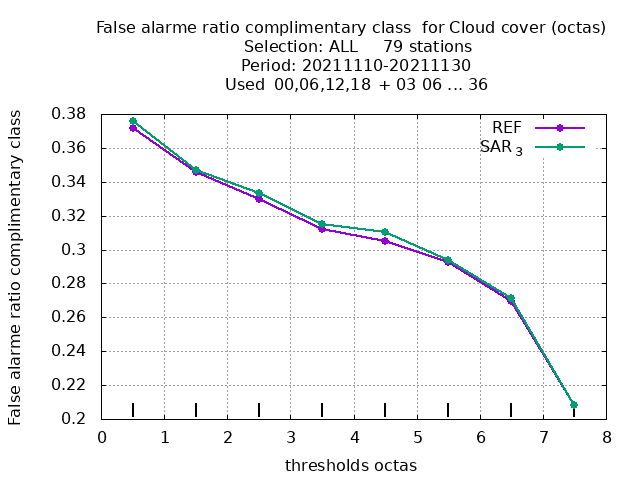 False alarme ratio complimentary class  for Cloud cover (octas)
Selection: ALL     79 stations
Period: 20211110-20211130
Used  00,06,12,18  + 03 06 ... 36
REF
SAR 3
False alarme ratio complimentary class
0.38
0.36
0.34
0.32
0.3
0.28
0.26
0.24
0.22
0.2
0 1 2 3 4 5 6 7 8
thresholds octas